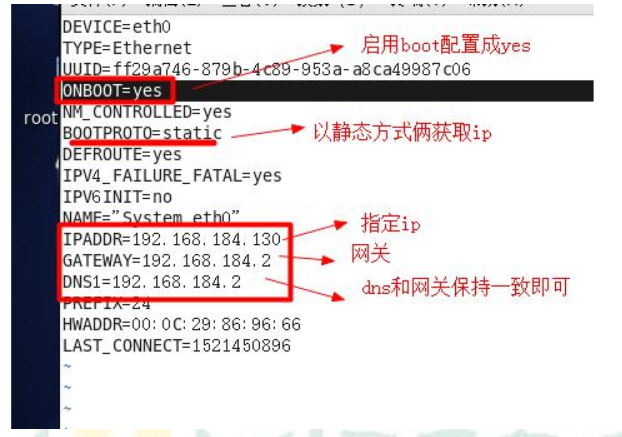 DEVICE=eth0
TYPE=Ethernet
启用boot配置成yes
UUID=ff29a746-879b-4c89-953a-a8ca49987c06
ONBOOT=yes
root
NM_CONTROLLED=yes
BOOTPROTO=static
以静态方式俩获取ip
DEFROUTE=yes
IPV4_FAILURE_FATAL=yes
IPV6INIT=no
NAME="System eth0"
指定ip
IPADDR=192.168.184.130
网关
GATEWAY=192.168.184.2
DNS1=192.168.184.2
dns和网关保持一致即可
PREFIX=24
HWADDR=00:0C:29:86:96:66
LAST_CONNECT=1521450896
~
~
~